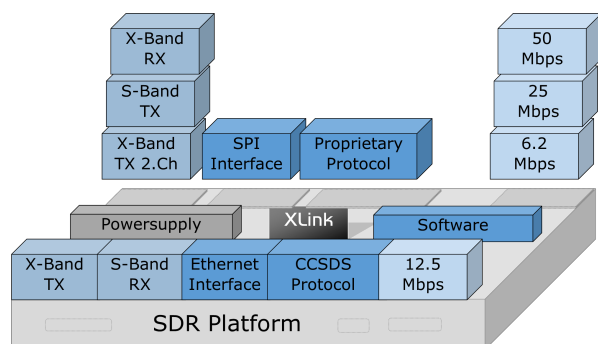 X-Band
RX
50
Mbps
S-Band
TX
25
Mbps
X-Band
TX 2.Ch
SPI
Interface
Proprietary
Protocol
6.2
Mbps
Powersupply
XLink
Software
X-Band
TX
S-Band
RX
Ethernet
Interface
CCSDS
Protocol
12.5
Mbps
SDR Platform